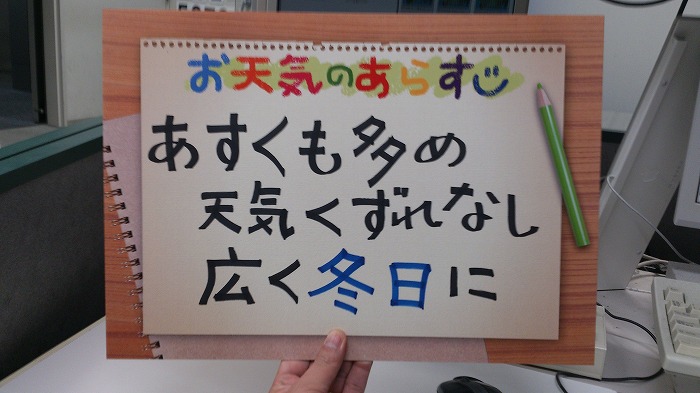 お天気のあらすじ
あすくも多め
天気くずれなし
広く冬日に